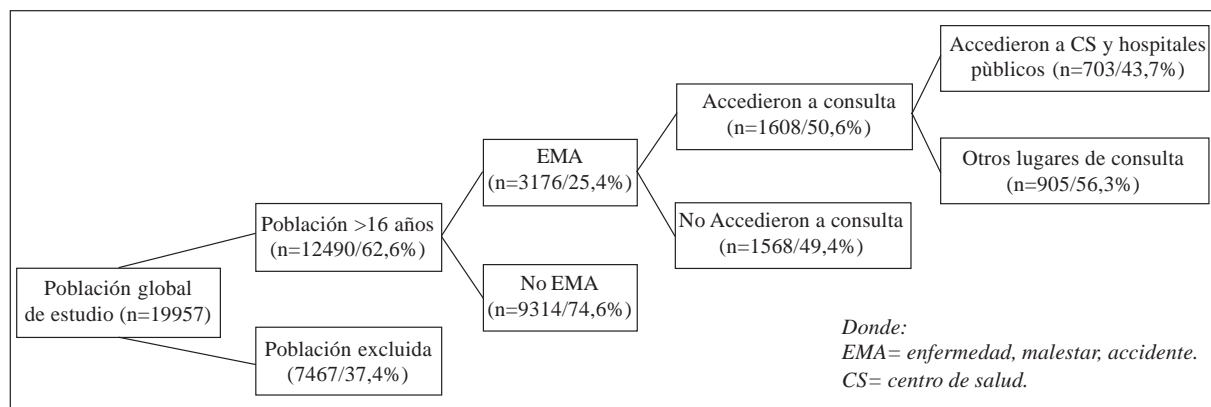 Población global
de estudio (n=19957)
Población >16 años
(n=12490/62,6%)
Población excluida
(7467/37,4%)
EMA
(n=3176/25,4%)
No EMA
(n=9314/74,6%)
Accedieron a consulta
(n=1608/50,6%)
No Accedieron a consulta
(n=1568/49,4%)
Accedieron a CS y hospitales
pùblicos (n=703/43,7%)
Otros lugares de consulta
(n=905/56,3%)
Donde:
EMA= enfermedad, malestar, accidente.
CS= centro de salud.